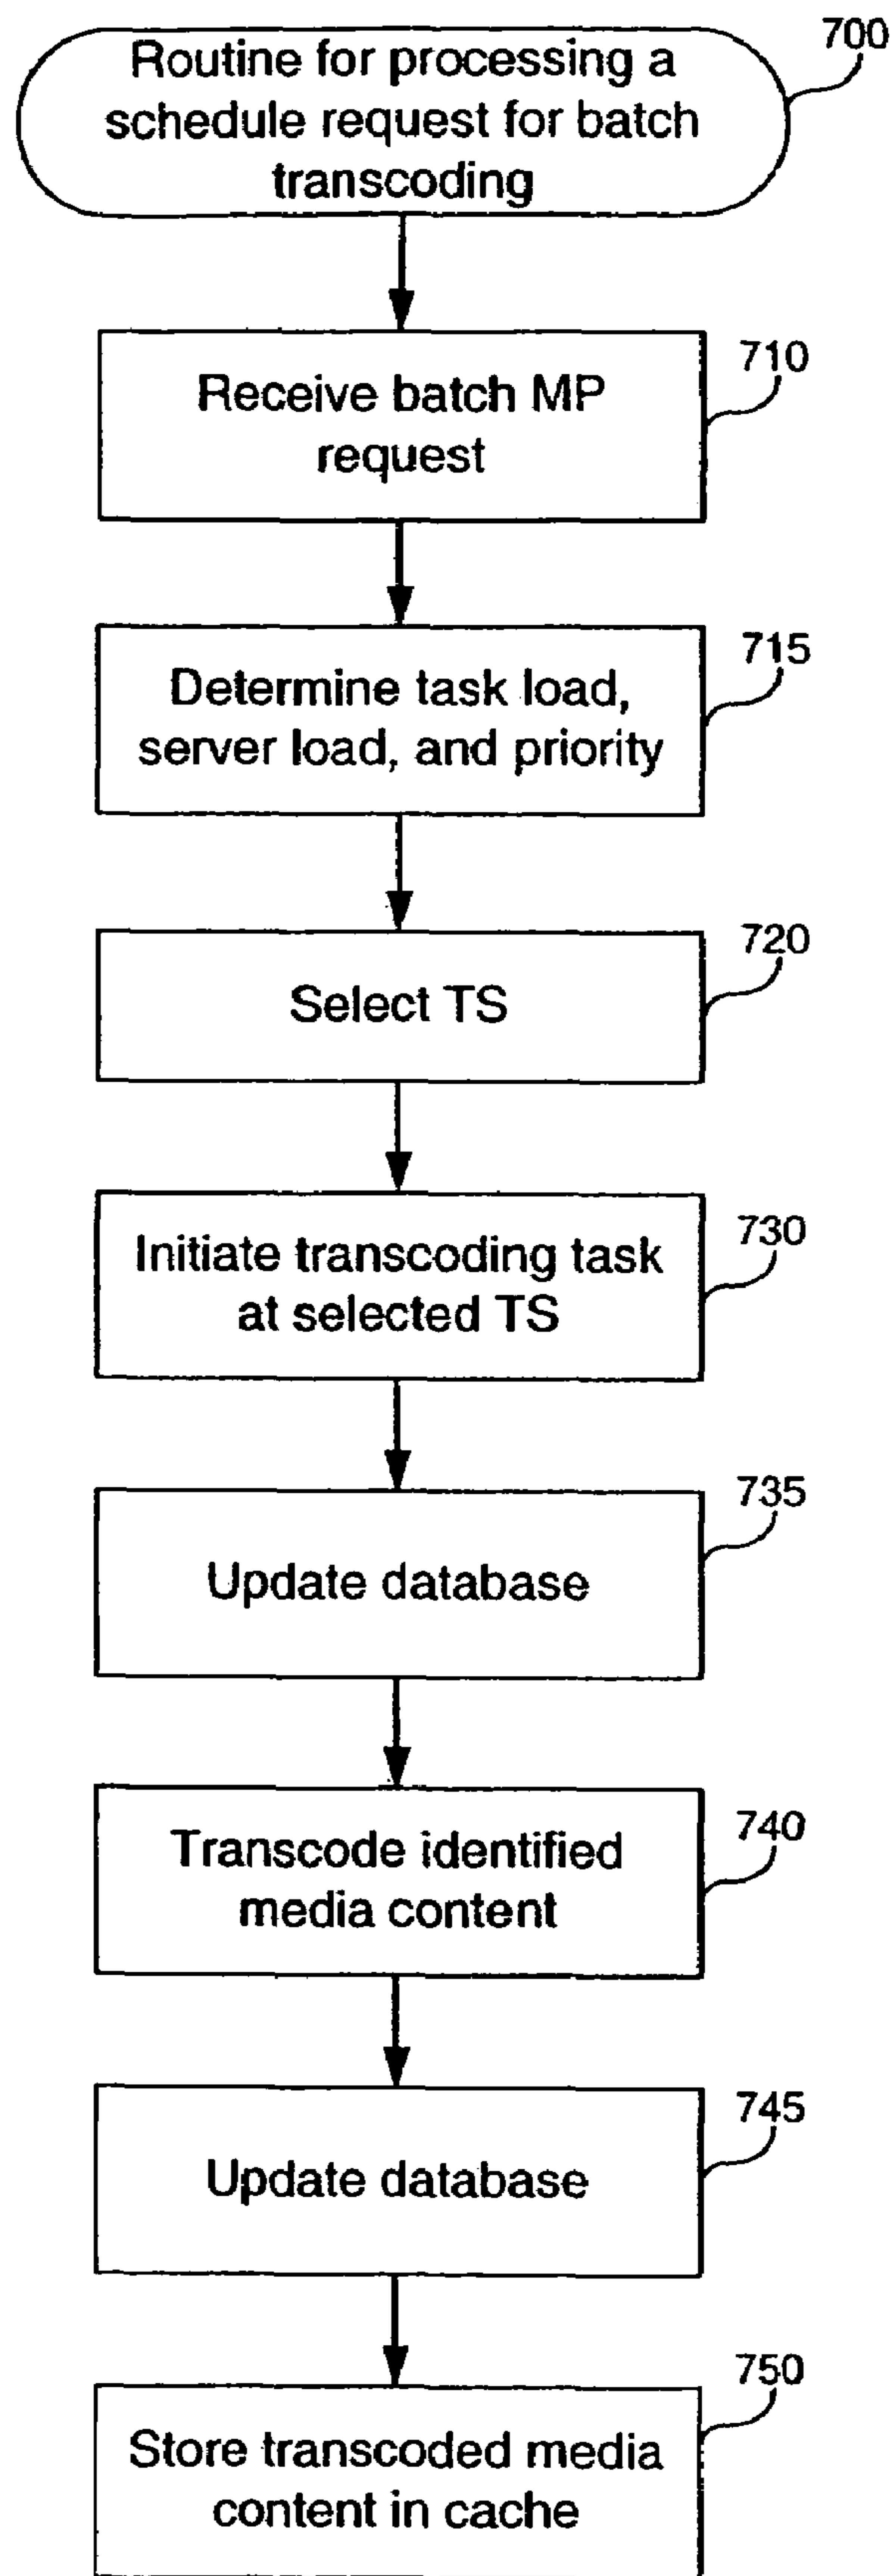 700
Routine for processing a
schedule request for batch
transcoding
710
Receive batch MP
request
715
Determine task load,
server load, and priority
720
Select TS
730
Initiate transcoding task
at selected TS
735
Update database
740
Transcode identified
media content
745
Update database
750
Store transcoded media
content in cache